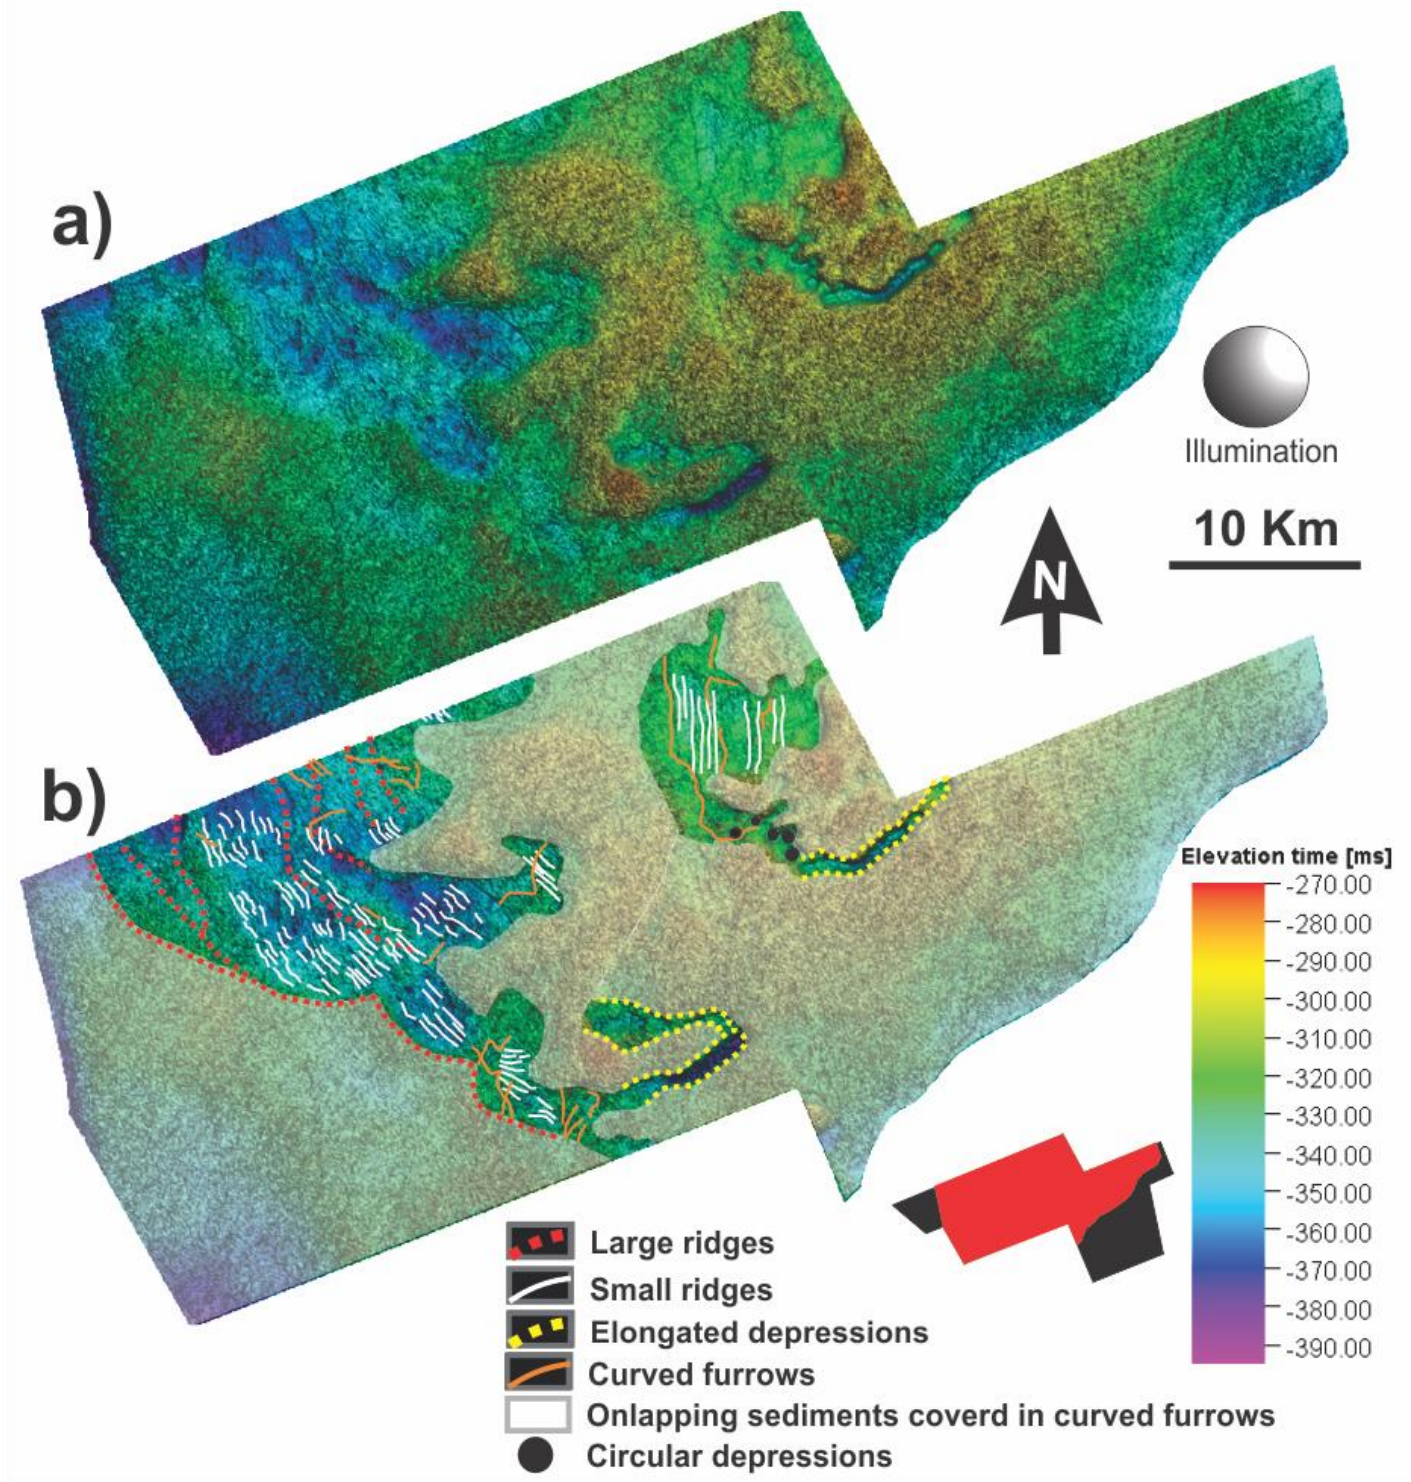 a)
Illumination
10 Km
N
b)
Elevation time [ms]
-270.00
-280.00
-290.00
-300.00
-310.00
-320.00
-330.00
-340.00
-350.00
-360.00
-370.00
-380.00
-390.00
Large ridges
Small ridges
Elongated depressions
Curved furrows
Onlapping sediments coverd in curved furrows
Circular depressions